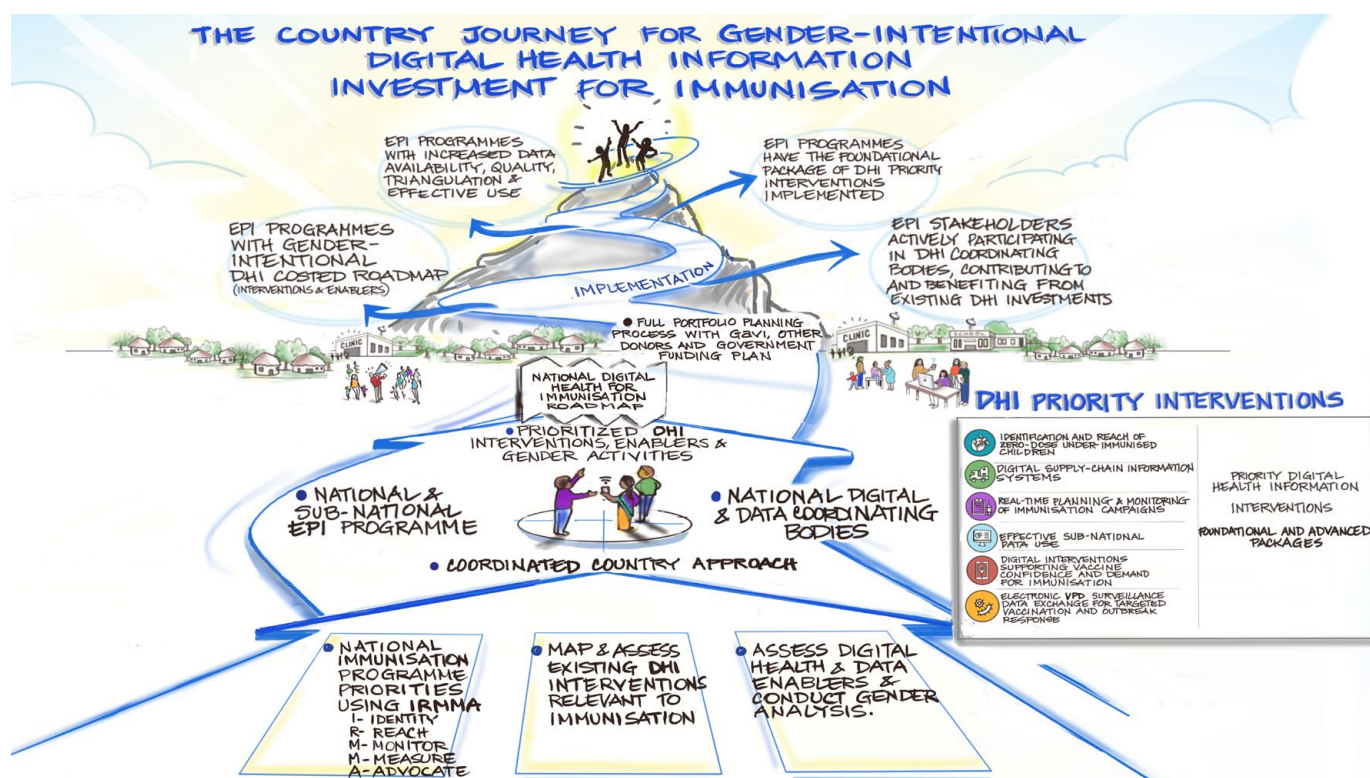 THE COUNTRY JOURNEY FOR GENDER-INTENTIONAL
DIGITAL HEALTH INFORMATION
INVESTMENT FOR IMMUNISATION
EPI PROGRAMMES
WITH INCREASED DATA
AVAILABILITY, QUALITY,
TRIANGULATION &
EFFECTIVE USE
EPI PROGRAMMES
HAVE THE FOUNDATIONAL
PACKAGE OF DHI PRIORITY
INTERVENTIONS
IMPLEMENTED
EPI PROGRAMMES
WITH GENDER-
INTENTIONAL
DHI COSTED ROADMAP
(INTERVENTIONS & ENABLERS)
EPI STAKEHOLDERS
ACTIVELY PARTICIPATING
IN DHI COORDINATING
BODIES, CONTRIBUTING TO
AND BENEFITING FROM
EXISTING DHI INVESTMENTS
IMPLEMENTATION
• FULL PORTFOLIO PLANNING
PROCESS WITH Gavi, OTHER
DONORS AND GOVERNMENT
FUNDING PLAN
CLINIC
CLINIC
SCHOOL
NATIONAL DIGITAL
HEALTH FOR
IMMUNISATION
ROADMAP
• PRIORITIZED DHI
INTERVENTIONS, ENABLERS &
GENDER ACTIVITIES
• NATIONAL &
SUB-NATIONAL
EPI PROGRAMME
• NATIONAL DIGITAL
& DATA COORDINATING
BODIES
• COORDINATED COUNTRY APPROACH
• NATIONAL
IMMUNISATION
PROGRAMME
PRIORITIES
USING IRMMA
I- IDENTITY
R- REACH
M- MONITOR
M- MEASURE
A- ADVOCATE
• MAP & ASSESS
EXISTING DHI
INTERVENTIONS
RELEVANT TO
IMMUNISATION
• ASSESS DIGITAL
HEALTH & DATA
ENABLERS &
CONDUCT GENDER
ANALYSIS.
DHI PRIORITY INTERVENTIONS
IDENTIFICATION AND REACH OF
ZERO-DOSE UNDER-IMMUNISED
CHILDREN
DIGITAL SUPPLY-CHAIN INFORMATION
SYSTEMS
REAL-TIME PLANNING & MONITORING
OF IMMUNISATION CAMPAIGNS
EFFECTIVE SUB-NATIONAL
DATA USE
DIGITAL INTERVENTIONS
SUPPORTING VACCINE
CONFIDENCE AND DEMAND
FOR IMMUNISATION
ELECTRONIC VPD SURVEILLANCE
DATA EXCHANGE FOR TARGETED
VACCINATION AND OUTBREAK
RESPONSE
PRIORITY DIGITAL
HEALTH INFORMATION
INTERVENTIONS
FOUNDATIONAL AND ADVANCED
PACKAGES